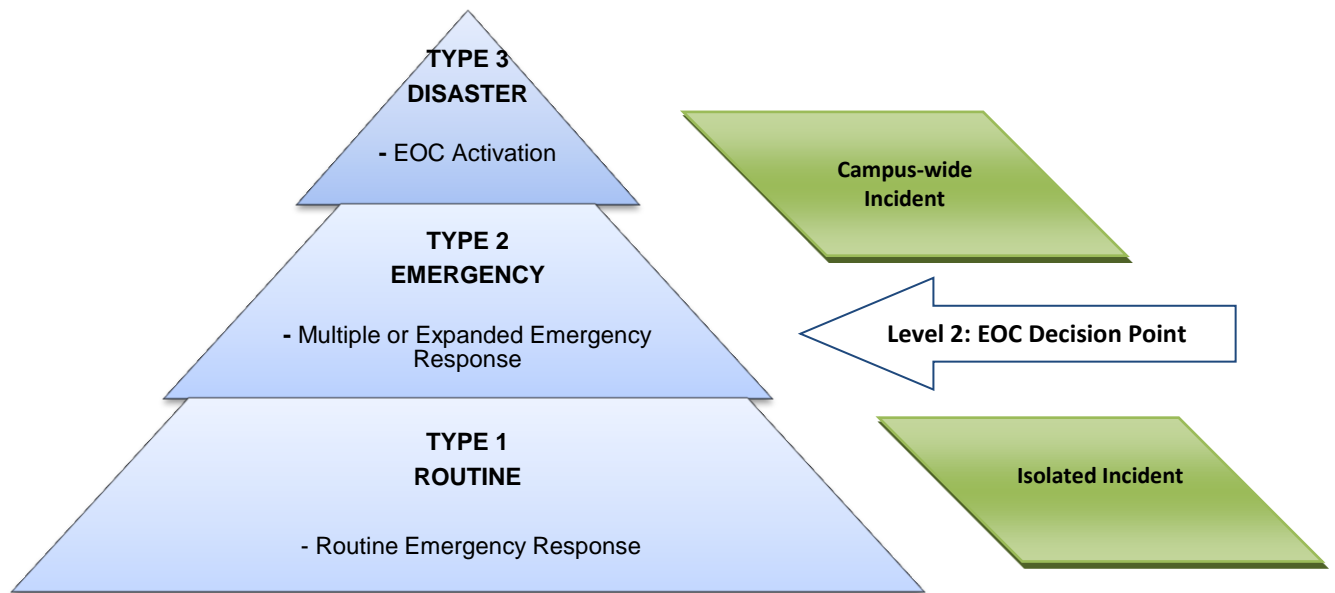 TYPE 3
DISASTER
- EOC Activation
Campus-wide
Incident
TYPE 2
EMERGENCY
- Multiple or Expanded Emergency
Response
Level 2: EOC Decision Point
TYPE 1
ROUTINE
- Routine Emergency Response
Isolated Incident